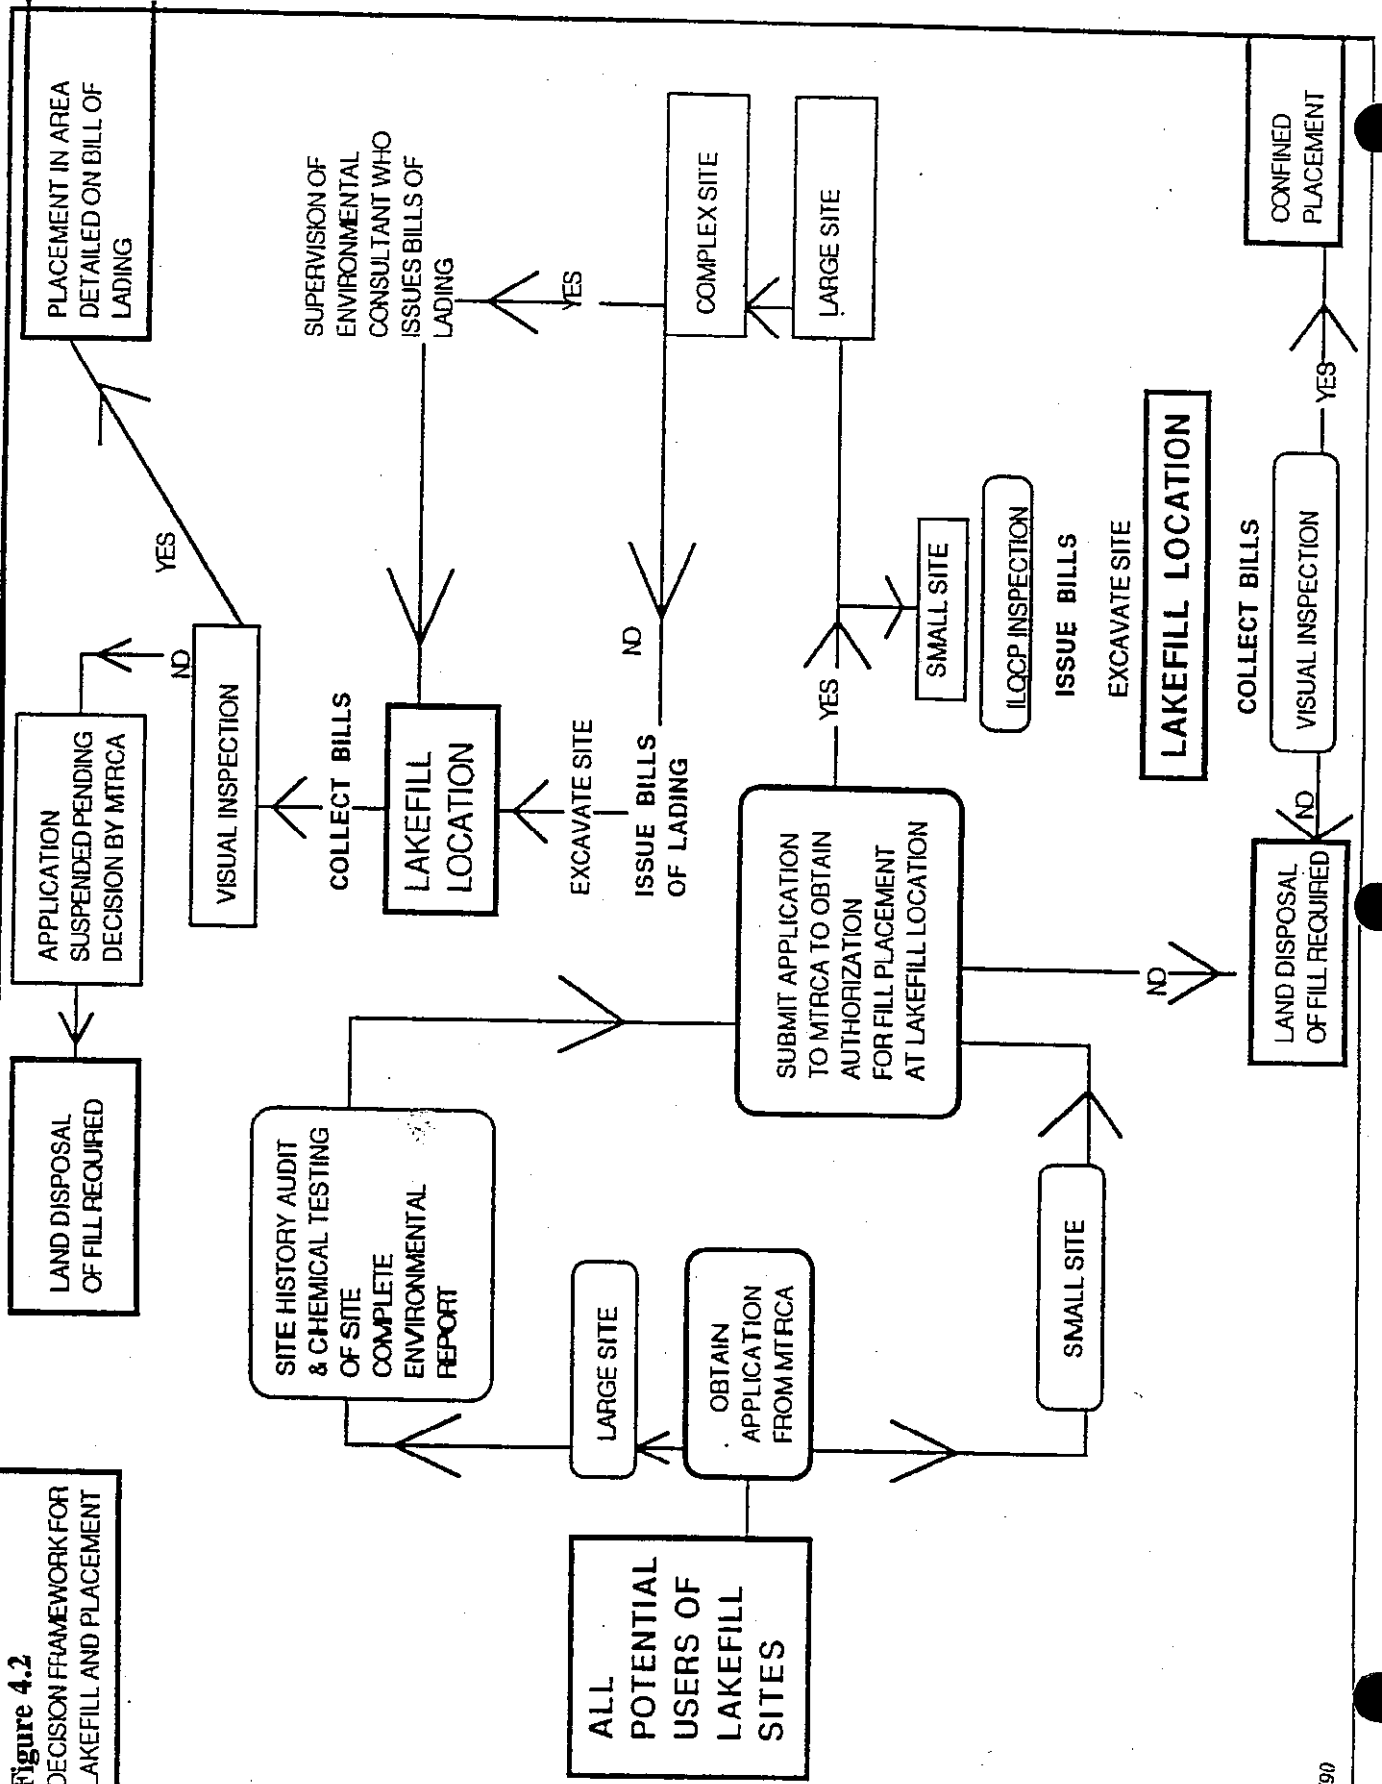 Figure 4.2
DECISION FRAMEWORK FOR
LAKEFILL AND PLACEMENT
ALL
POTENTIAL
USERS OF
LAKEFILL
SITES
OBTAIN
APPLICATION
FROM MTRCA
LARGE SITE
SMALL SITE
SITE HISTORY AUDIT
& CHEMICAL TESTING
OF SITE
COMPLETE
ENVIRONMENTAL
REPORT
SUBMIT APPLICATION
TO MTRCA TO OBTAIN
AUTHORIZATION
FOR FILL PLACEMENT
AT LAKEFILL LOCATION
NO
LAND DISPOSAL
OF FILL REQUIRED
YES
SMALL SITE
ILQCP INSPECTION
ISSUE BILLS
EXCAVATE SITE
LAKEFILL LOCATION
COLLECT BILLS
VISUAL INSPECTION
NO
YES
CONFINED
PLACEMENT
LARGE SITE
COMPLEX SITE
YES
SUPERVISION OF
ENVIRONMENTAL
CONSULTANT WHO
ISSUES BILLS OF
LADING
NO
ISSUE BILLS
OF LADING
EXCAVATE SITE
LAKEFILL
LOCATION
COLLECT BILLS
VISUAL INSPECTION
YES
PLACEMENT IN AREA
DETAILED ON BILL OF
LADING
NO
APPLICATION
SUSPENDED PENDING
DECISION BY MTRCA
LAND DISPOSAL
OF FILL REQUIRED